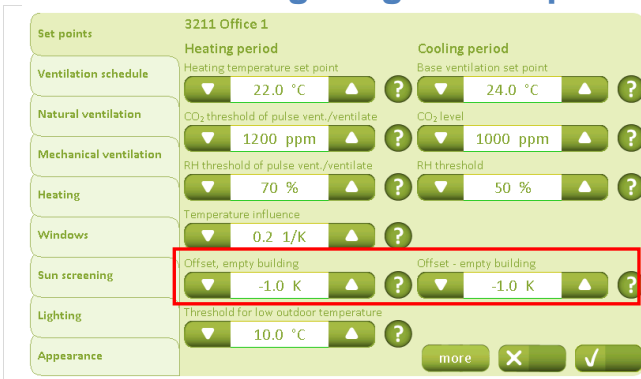 Set points
Ventilation schedule
Natural ventilation
Mechanical ventilation
Heating
Windows
Sun screening
Lighting
Appearance
3211 Office 1
Heating period Cooling period
Heating temperature set point Base ventilation set point
22.0 °C ? 24.0 °C ?
CO₂ threshold of pulse vent./ventilate CO₂ level
1200 ppm ? 1000 ppm ?
RH threshold of pulse vent./ventilate RH threshold
70 % ? 50 % ?
Temperature influence
0.2 1/K ?
Offset, empty building Offset - empty building
-1.0 K ? -1.0 K ?
Threshold for low outdoor temperature
10.0 °C ?
more